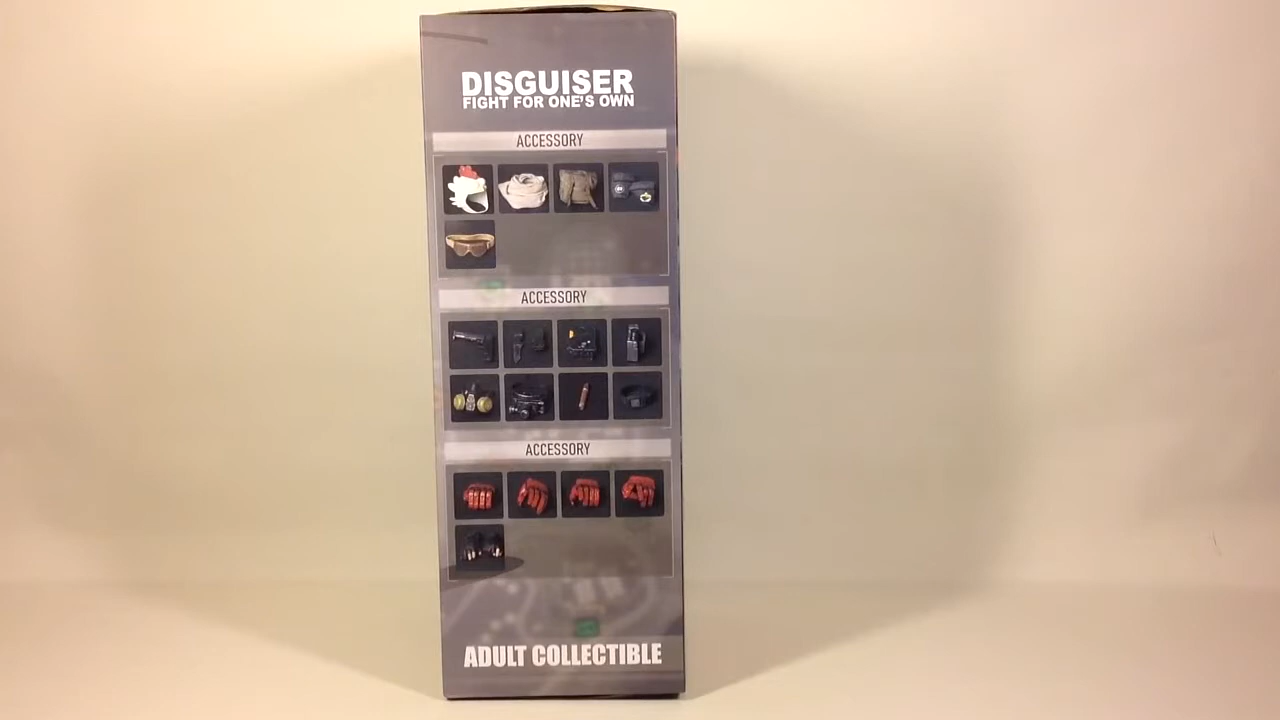 DISGUISER
FIGHT FOR ONE'S OWN
ACCESSORY
ACCESSORY
ACCESSORY
ADULT COLLECTIBLE